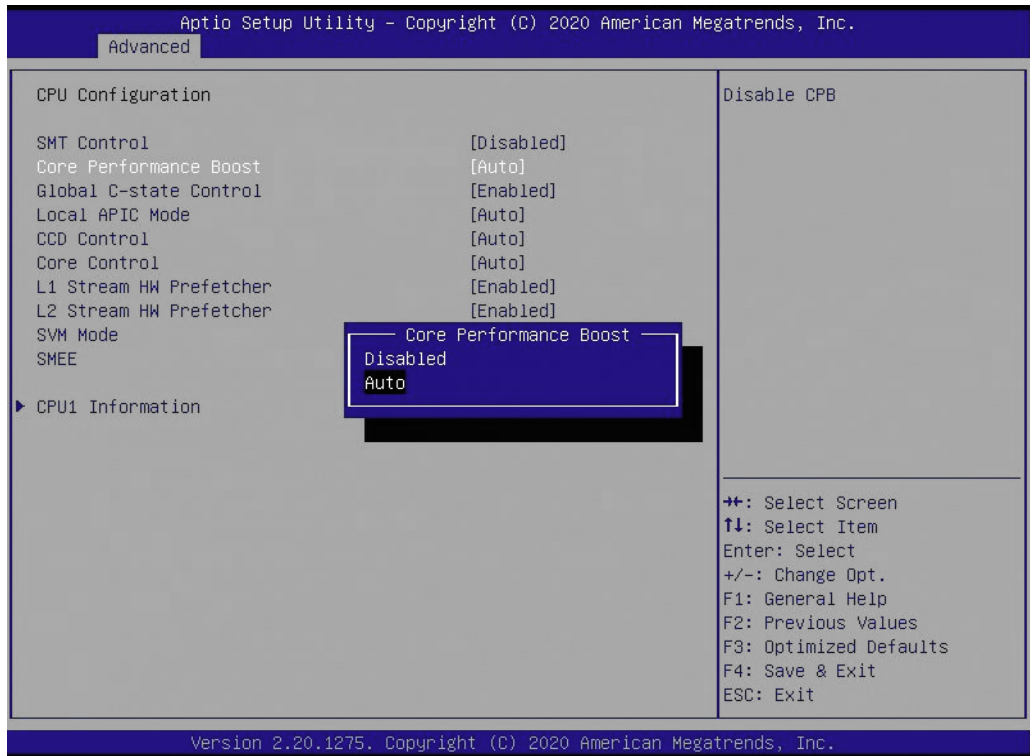 Aptio Setup Utility – Copyright (C) 2020 American Megatrends, Inc.
Advanced
CPU Configuration
SMT Control [Disabled]
Core Performance Boost [Auto]
Global C-state Control [Enabled]
Local APIC Mode [Auto]
CCD Control [Auto]
Core Control [Auto]
L1 Stream HW Prefetcher [Enabled]
L2 Stream HW Prefetcher [Enabled]
SVM Mode
SMEE
CPU1 Information
Core Performance Boost
Disabled
Auto
Disable CPB
→←: Select Screen
↑↓: Select Item
Enter: Select
+/-: Change Opt.
F1: General Help
F2: Previous Values
F3: Optimized Defaults
F4: Save & Exit
ESC: Exit
Version 2.20.1275. Copyright (C) 2020 American Megatrends, Inc.